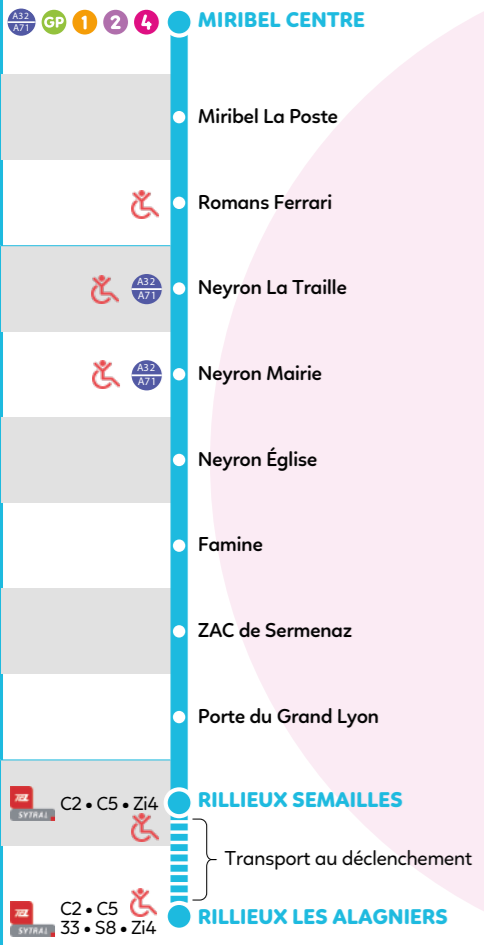 A32 A71 GP 1 2 4 MIRIBEL CENTRE
Miribel La Poste
Romans Ferrari
A32 A71 Neyron La Traille
A32 A71 Neyron Mairie
Neyron Église
Famine
ZAC de Sermenaz
Porte du Grand Lyon
TCL SYTRAL C2 • C5 • Zi4 RILLIEUX SEMAILLES
Transport au déclenchement
TCL SYTRAL C2 • C5
33 • S8 • Zi4 RILLIEUX LES ALAGNIERS